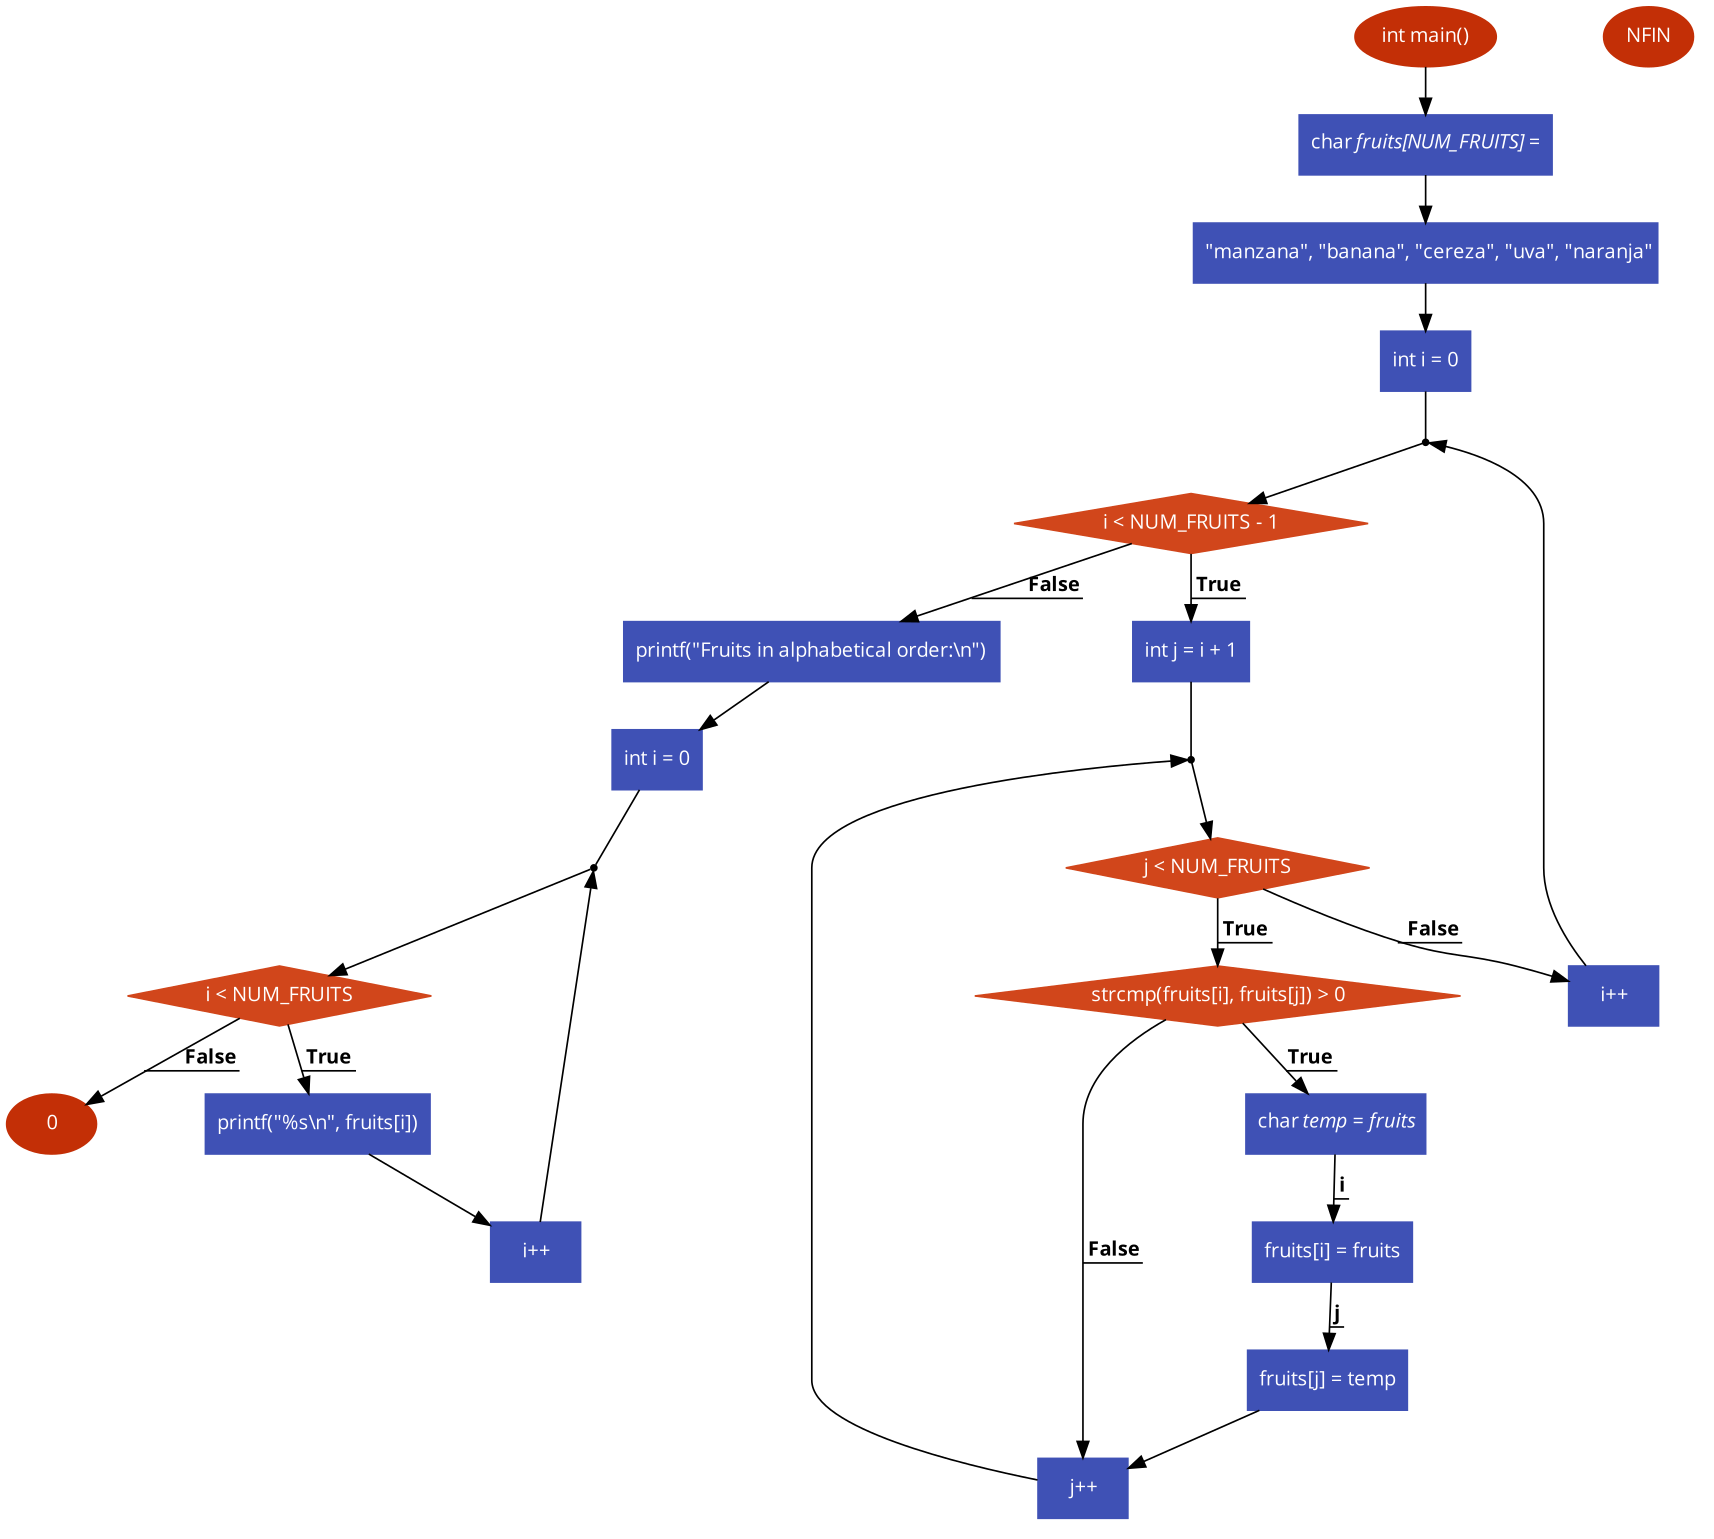 int main()
NFIN
char fruits[NUM_FRUITS] =
"manzana", "banana", "cereza", "uva", "naranja"
int i = 0
i < NUM_FRUITS - 1
False
True
printf("Fruits in alphabetical order:\n")
int j = i + 1
int i = 0
j < NUM_FRUITS
True
False
i < NUM_FRUITS
strcmp(fruits[i], fruits[j]) > 0
i++
False
True
True
0
printf("%s\n", fruits[i])
char temp = fruits
i
i++
False
fruits[i] = fruits
j
fruits[j] = temp
j++